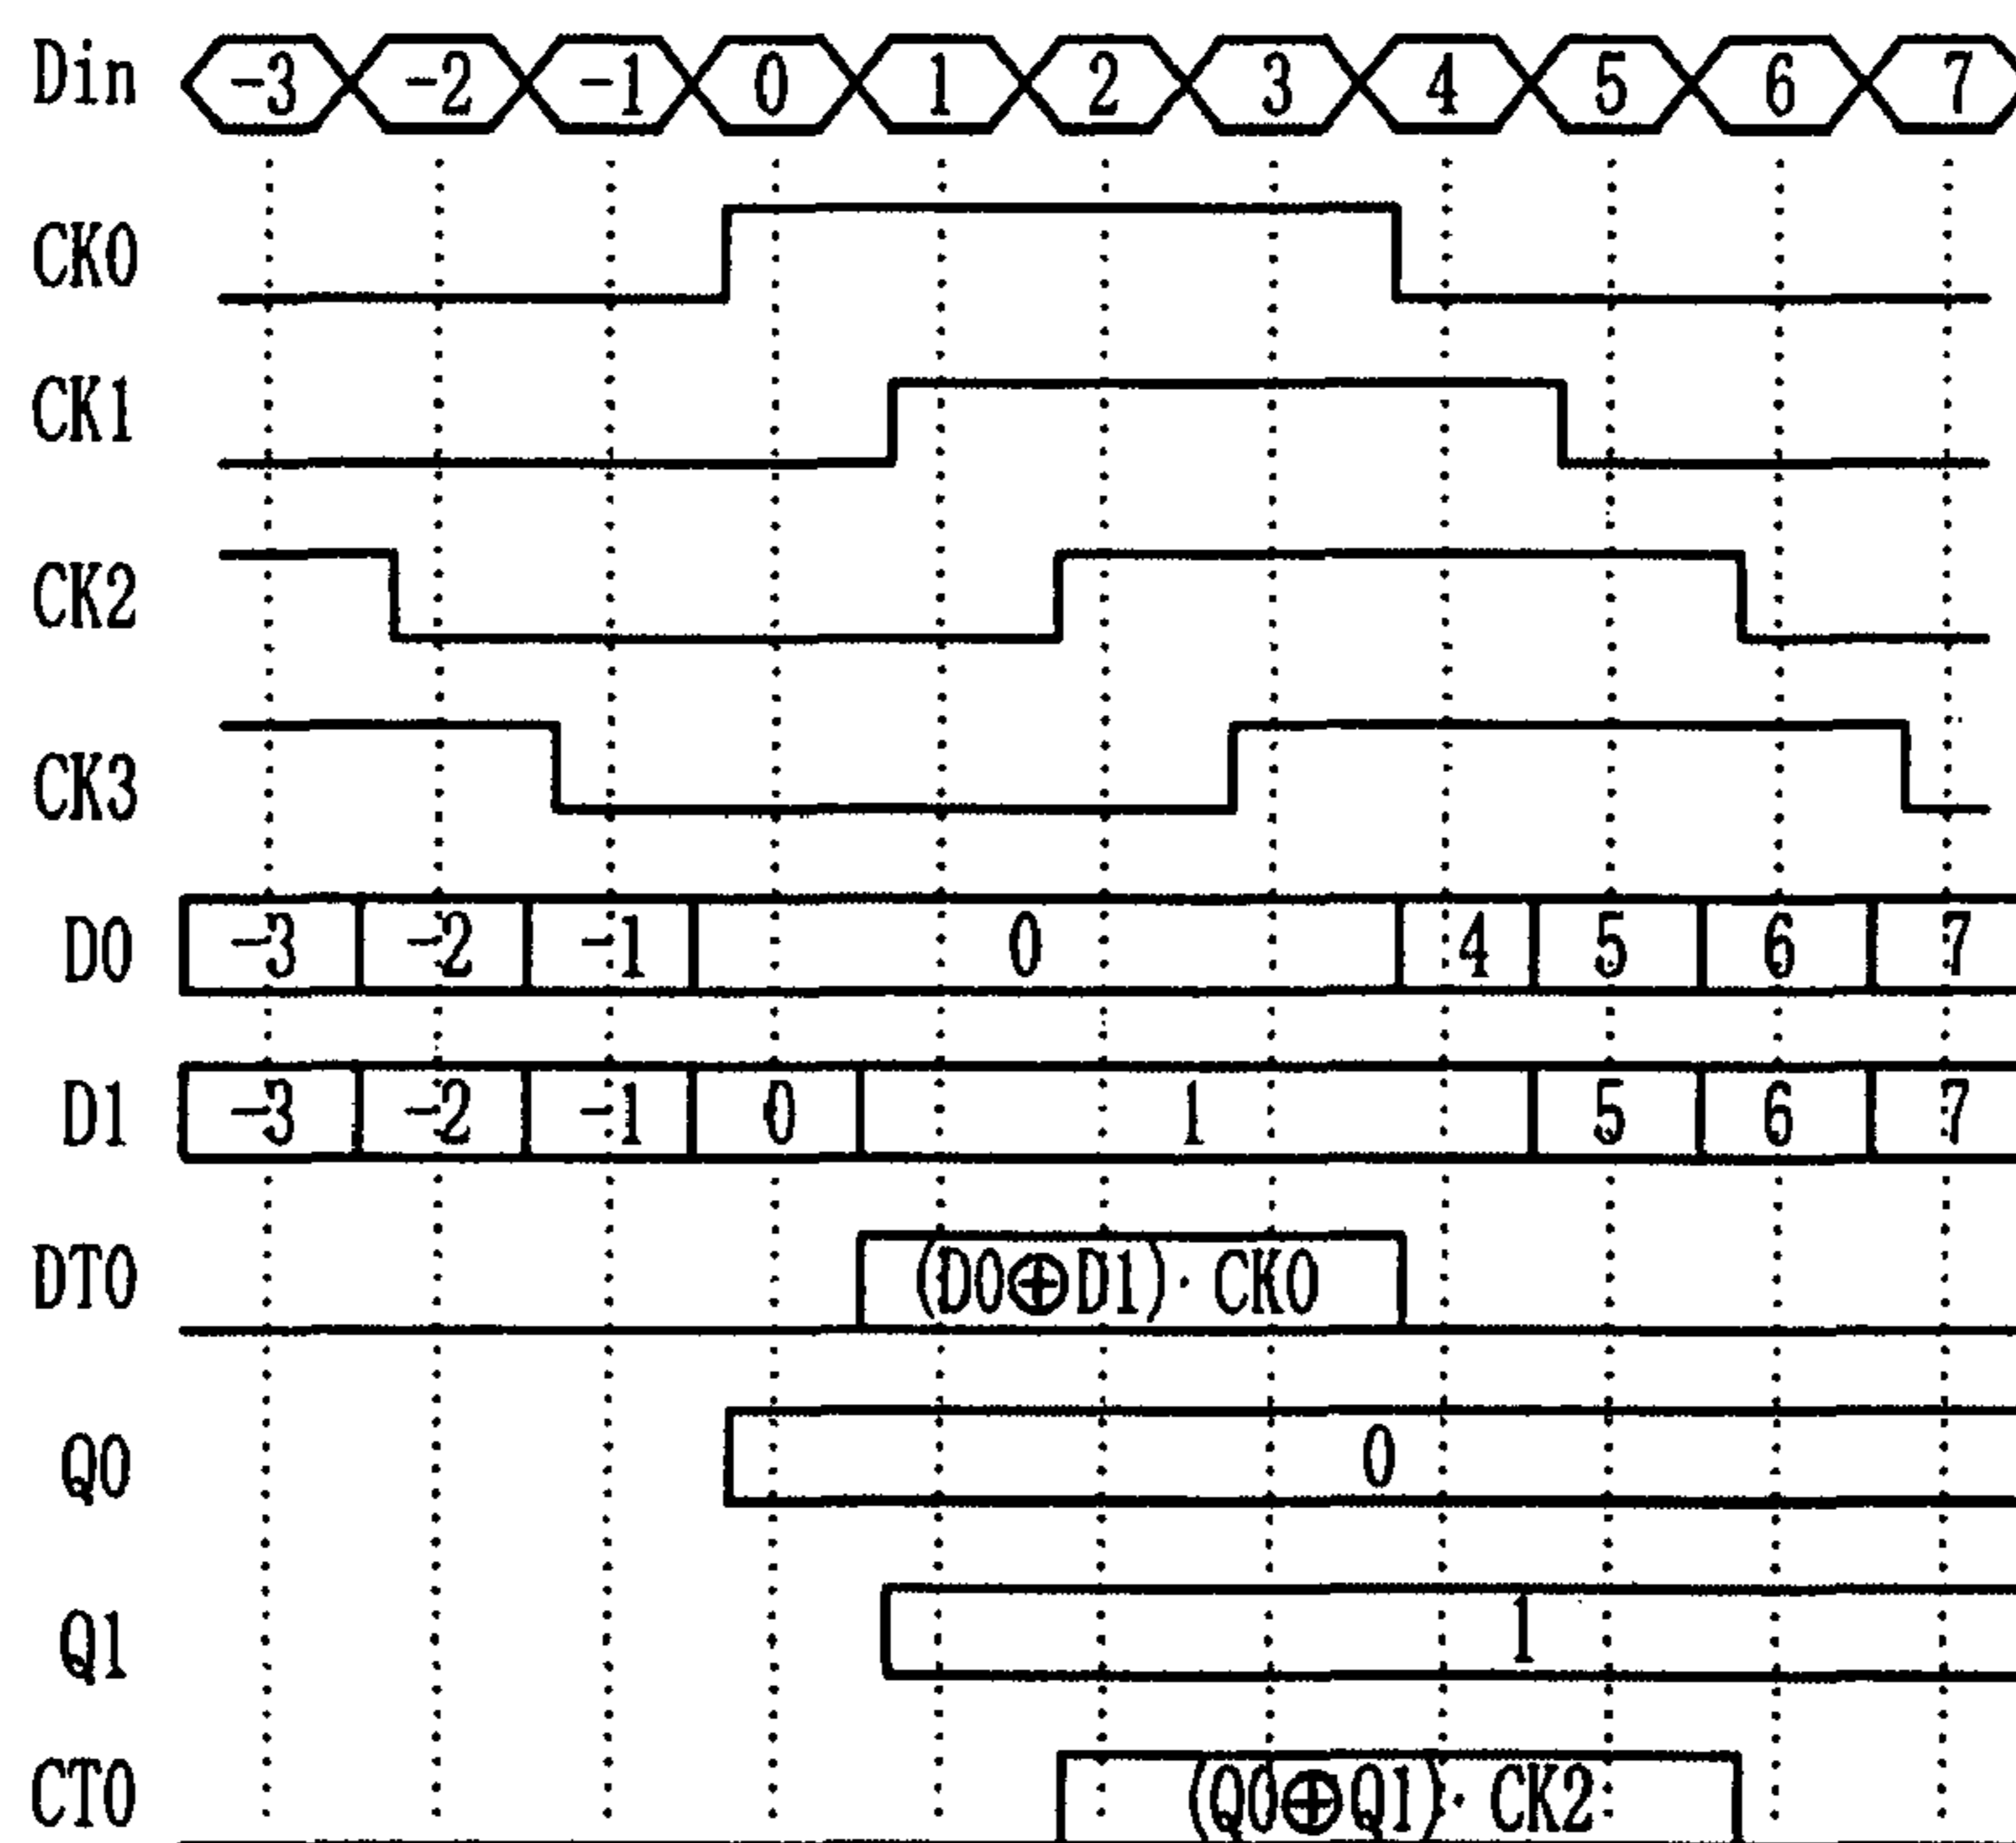 Din -3 -2 -1 0 1 2 3 4 5 6 7
CK0
CK1
CK2
CK3
D0 -3 -2 -1 0 4 5 6 7
D1 -3 -2 -1 0 1 5 6 7
DT0 (D0⊕D1)· CK0
Q0 0
Q1 1
CT0 (Q0⊕Q1)· CK2